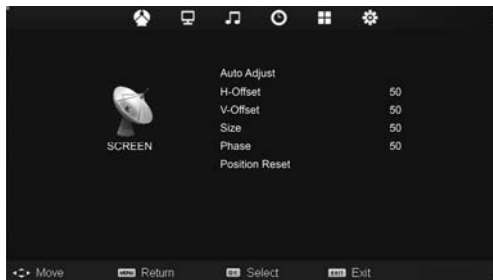 Auto Adjust
H-Offset 50
V-Offset 50
Size 50
SCREEN
Phase 50
Position Reset
Move MENU Return OK Select EXIT Exit